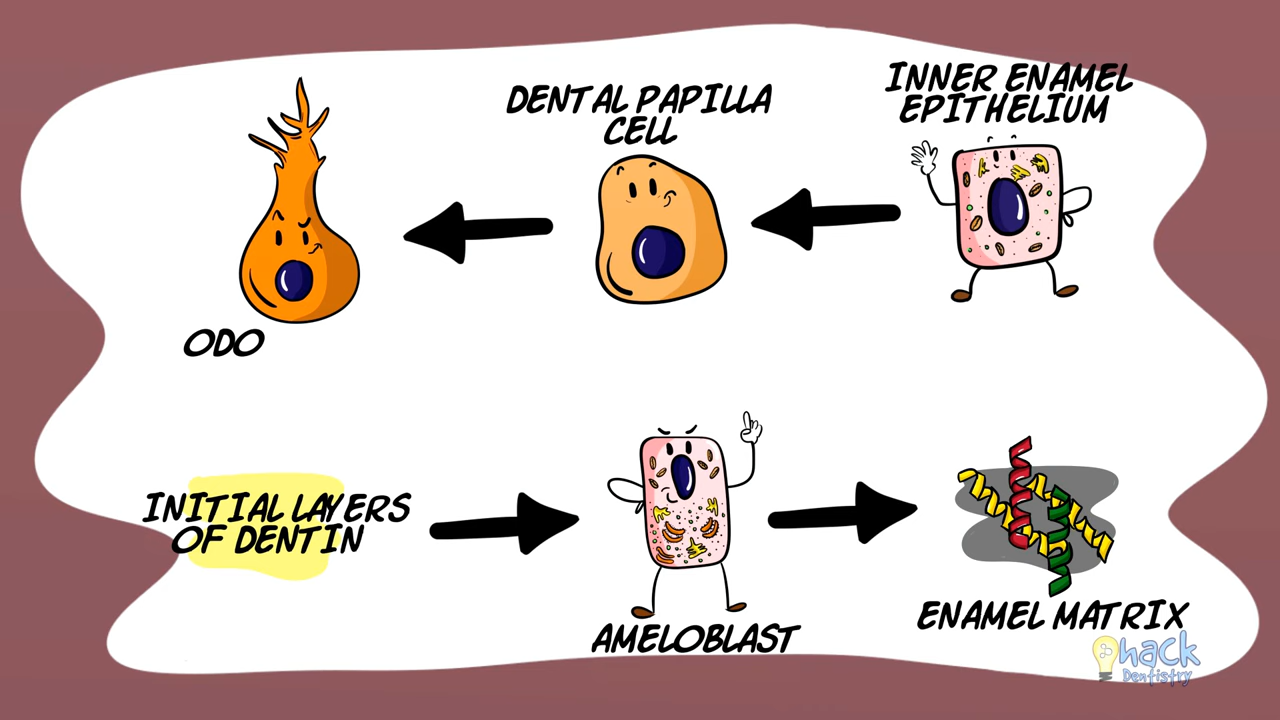 INNER ENAMEL
EPITHELIUM
DENTAL PAPILLA
CELL
ODO
INITIAL LAYERS
OF DENTIN
AMELOBLAST
ENAMEL MATRIX
hack
Dentistry